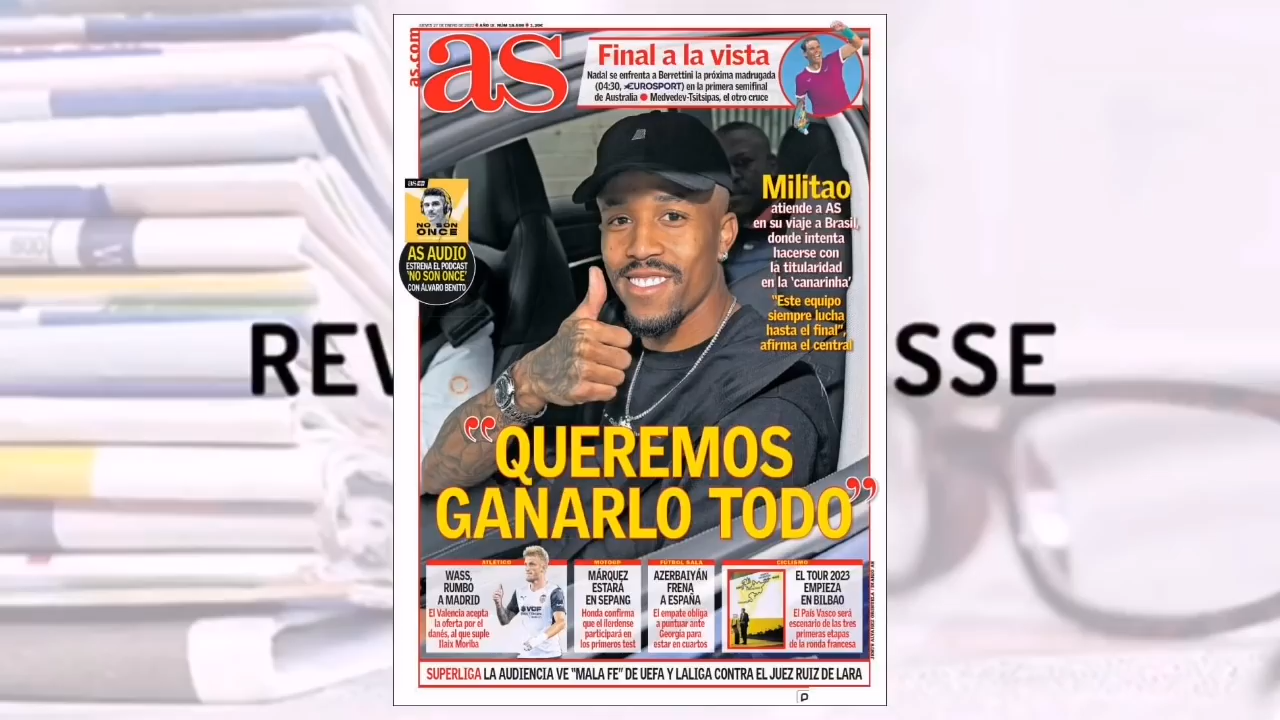 JUEVES 27 DE ENERO DE 2022
as.com
as
Final a la vista
Nadal se enfrenta a Berrettini la próxima madrugada
(04:30, EUROSPORT) en la primera semifinal
de Australia ● Medvedev-Tsitsipas, el otro cruce
NO SON
ONCE
AS AUDIO
ESTRENA EL PODCAST
'NO SON ONCE'
CON ÁLVARO BENITO
Militao
atiende a AS
en su viaje a Brasil,
donde intenta
hacerse con
la titularidad
en la 'canarinha'
"Este equipo
siempre lucha
hasta el final",
afirma el central
REV
SSE
"QUEREMOS
GANARLO TODO"
ATLÉTICO
WASS,
RUMBO
A MADRID
El Valencia acepta
la oferta por el
danés, al que suple
Ilaix Moriba
MOTOGP
MÁRQUEZ
ESTARÁ
EN SEPANG
Honda confirma
que el ilerdense
participará en
los primeros test
FÚTBOL SALA
AZERBAIYÁN
FRENA
A ESPAÑA
El empate obliga
a puntuar ante
Georgia para
estar en cuartos
CICLISMO
EL TOUR 2023
EMPIEZA
EN BILBAO
El País Vasco será
escenario de las tres
primeras etapas
de la ronda francesa
SUPERLIGA LA AUDIENCIA VE "MALA FE" DE UEFA Y LALIGA CONTRA EL JUEZ RUIZ DE LARA